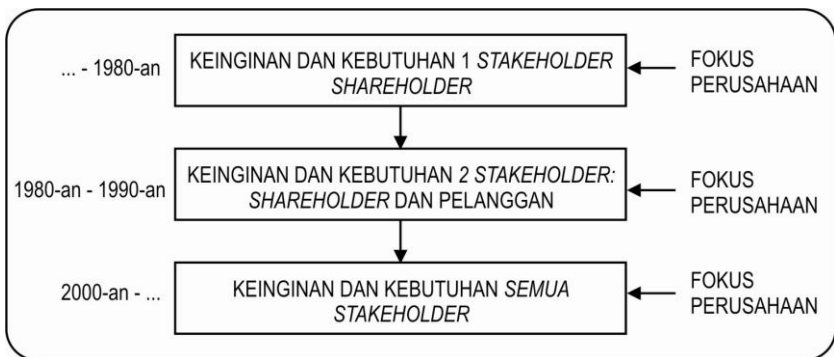 ... - 1980-an
KEINGINAN DAN KEBUTUHAN 1 STAKEHOLDER
SHAREHOLDER
FOKUS
PERUSAHAAN
1980-an - 1990-an
KEINGINAN DAN KEBUTUHAN 2 STAKEHOLDER:
SHAREHOLDER DAN PELANGGAN
FOKUS
PERUSAHAAN
2000-an - ...
KEINGINAN DAN KEBUTUHAN SEMUA
STAKEHOLDER
FOKUS
PERUSAHAAN